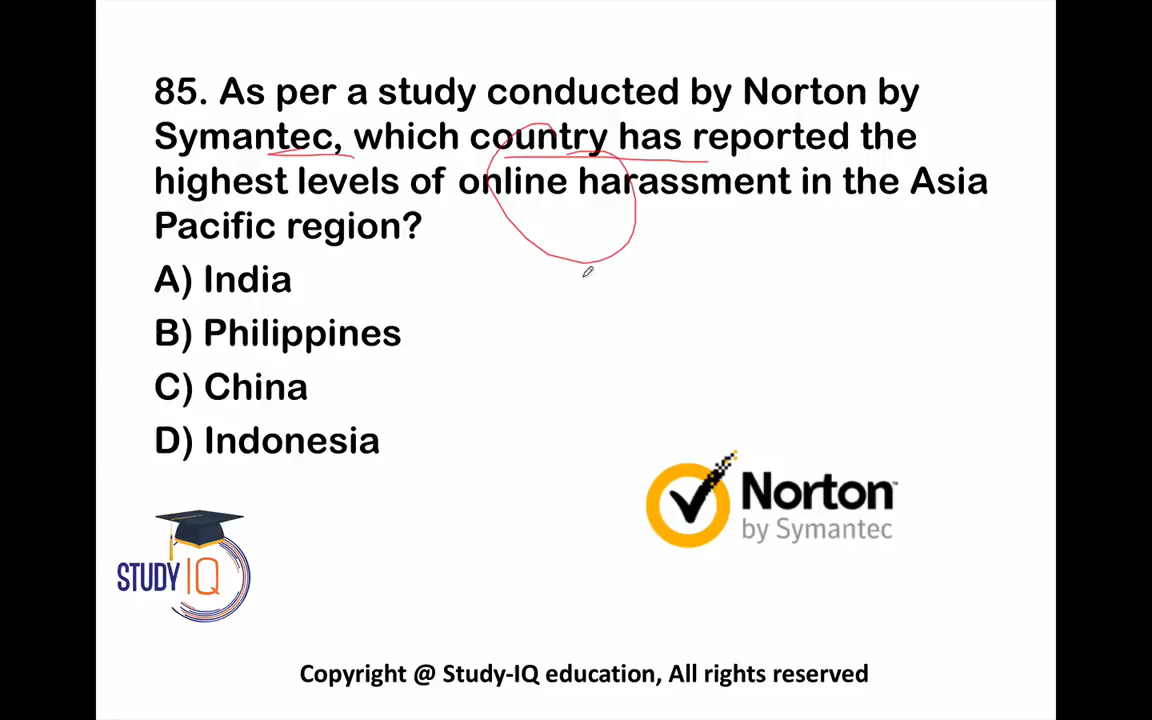 85. As per a study conducted by Norton by
Symantec, which country has reported the
highest levels of online harassment in the Asia
Pacific region?
A) India
B) Philippines
C) China
D) Indonesia
Norton™
by Symantec
STUDY IQ
Copyright @ Study-IQ education, All rights reserved